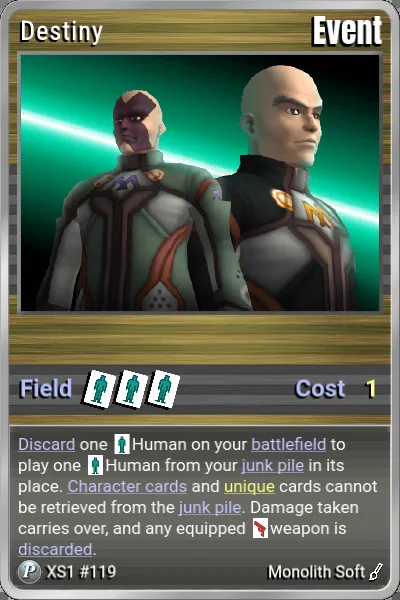 Destiny
Event
Field
Cost 1
Discard one Human on your battlefield to
play one Human from your junk pile in its
place. Character cards and unique cards cannot
be retrieved from the junk pile. Damage taken
carries over, and any equipped weapon is
discarded.
P XS1 #119
Monolith Soft